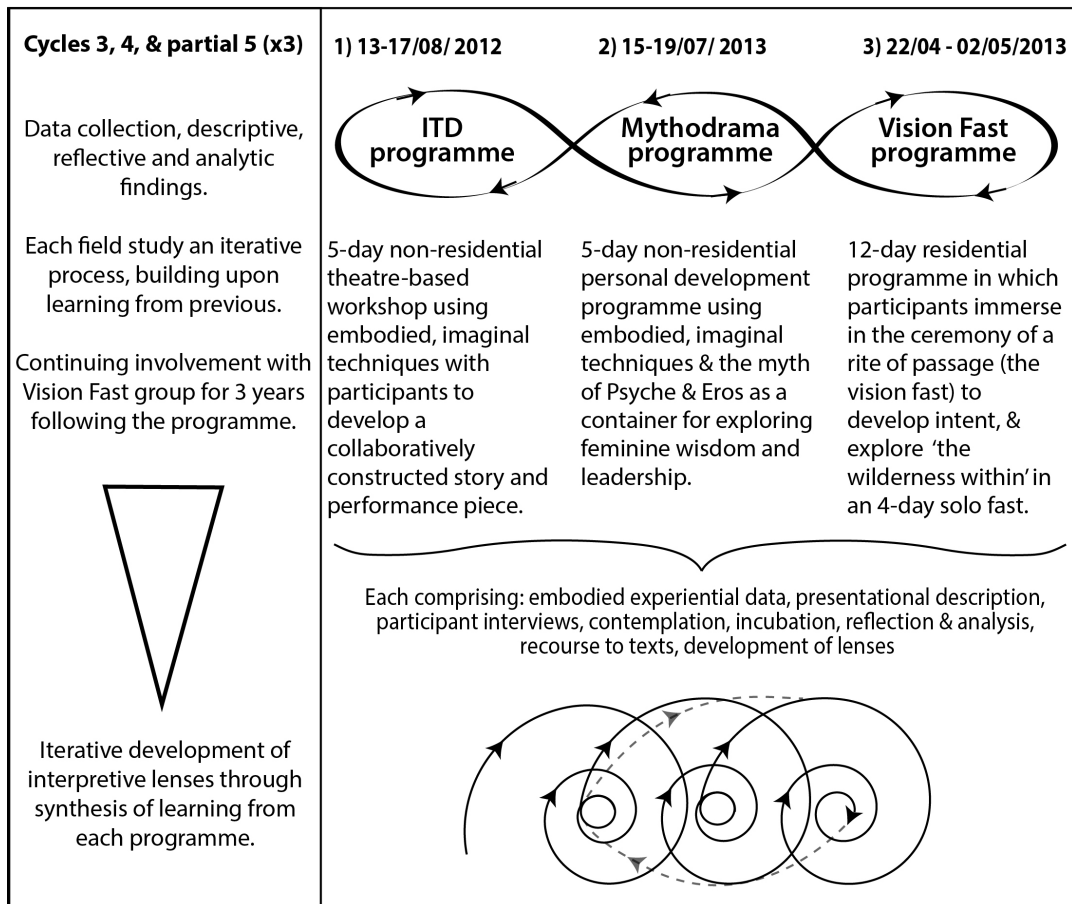 Cycles 3, 4, & partial 5 (x3)
Data collection, descriptive,
reflective and analytic
findings.
Each field study an iterative
process, building upon
learning from previous.
Continuing involvement with
Vision Fast group for 3 years
following the programme.
Iterative development of
interpretive lenses through
synthesis of learning from
each programme.
1) 13-17/08/ 2012
2) 15-19/07/ 2013
3) 22/04 - 02/05/2013
ITD
programme
Mythodrama
programme
Vision Fast
programme
5-day non-residential
theatre-based
workshop using
embodied, imaginal
techniques with
participants to
develop a
collaboratively
constructed story and
performance piece.
5-day non-residential
personal development
programme using
embodied, imaginal
techniques & the myth
of Psyche & Eros as a
container for exploring
feminine wisdom and
leadership.
12-day residential
programme in which
participants immerse
in the ceremony of a
rite of passage (the
vision fast) to
develop intent, &
explore ‘the
wilderness within’ in
an 4-day solo fast.
Each comprising: embodied experiential data, presentational description,
participant interviews, contemplation, incubation, reflection & analysis,
recourse to texts, development of lenses